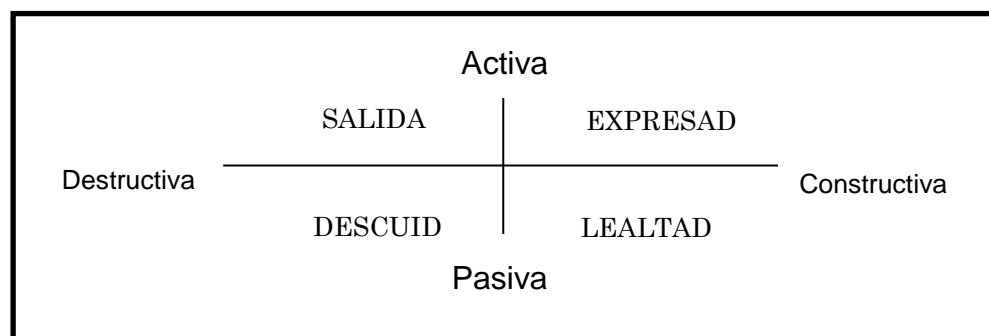 Activa
SALIDA EXPRESAD
Destructiva Constructiva
DESCUID LEALTAD
Pasiva